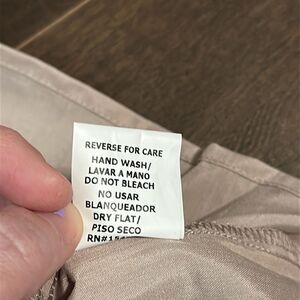 REVERSE FOR CARE
HAND WASH/
LAVAR A MANO
DO NOT BLEACH
NO USAR
BLANQUEADOR
DRY FLAT/
PISO SECO